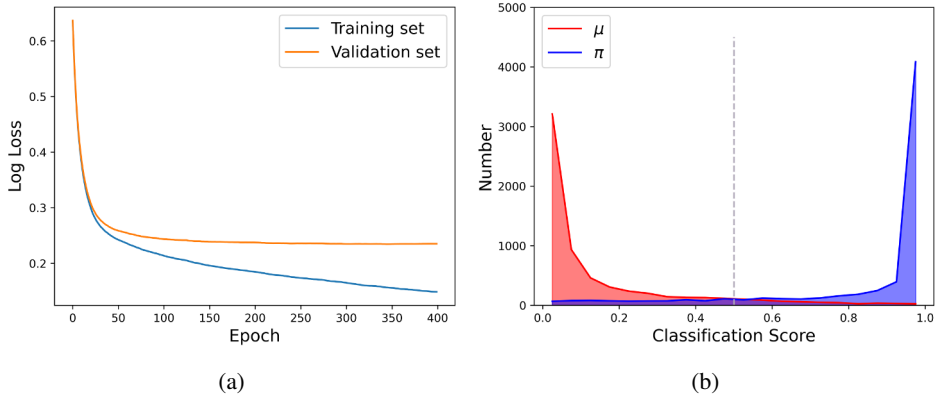 Training set
Validation set
0.6
0.5
0.4
0.3
0.2
Log Loss
0 50 100 150 200 250 300 350 400
Epoch
(a)
μ
π
5000
4000
3000
2000
1000
0
Number
0.0 0.2 0.4 0.6 0.8 1.0
Classification Score
(b)